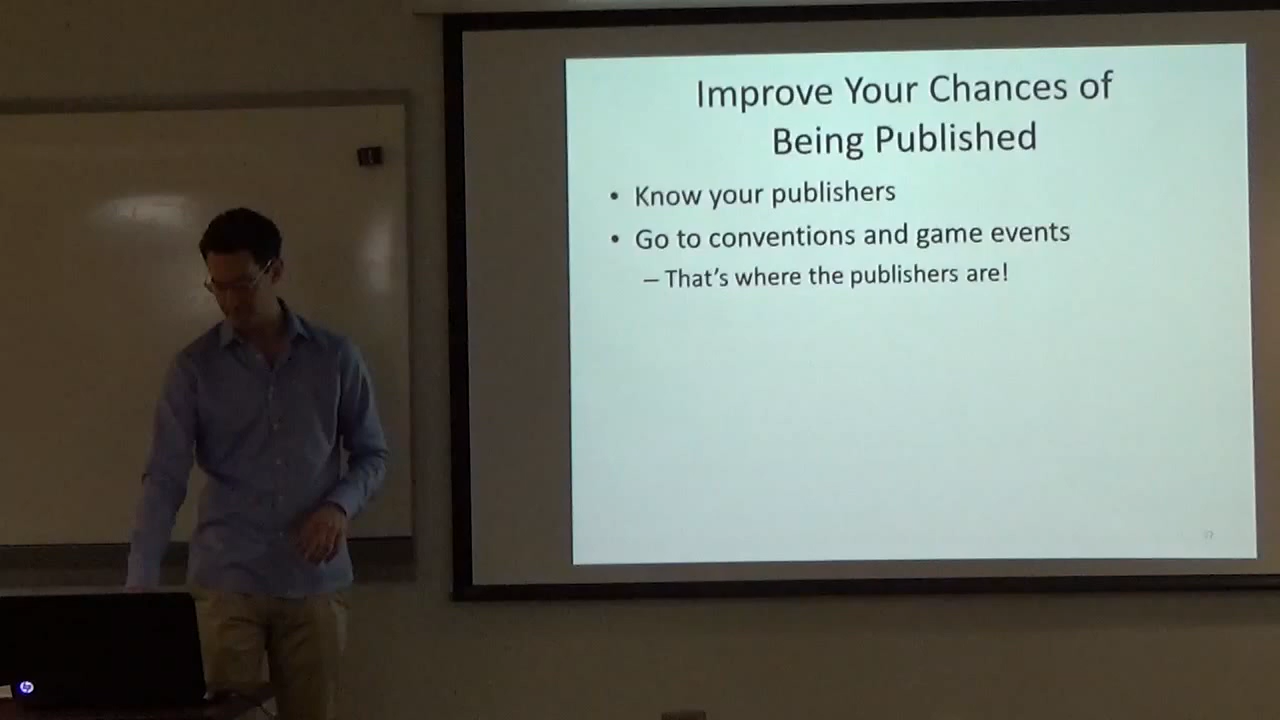 Improve Your Chances of
Being Published
• Know your publishers
• Go to conventions and game events
– That's where the publishers are!
hp